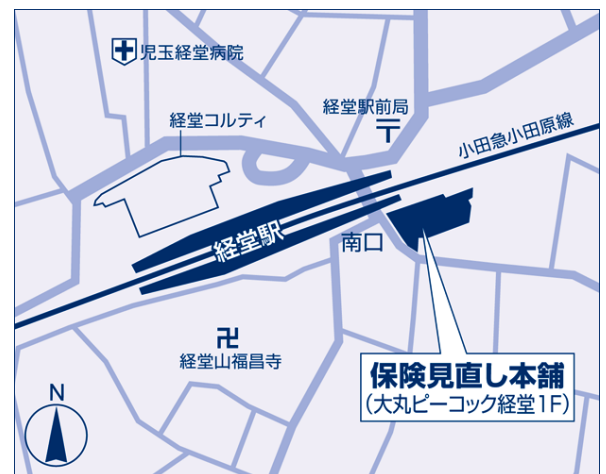 児玉経堂病院
経堂コルティ
経堂駅前局
小田急小田原線
経堂駅
南口
経堂山福昌寺
保険見直し本舗
(大丸ピーコック経堂1F)
N